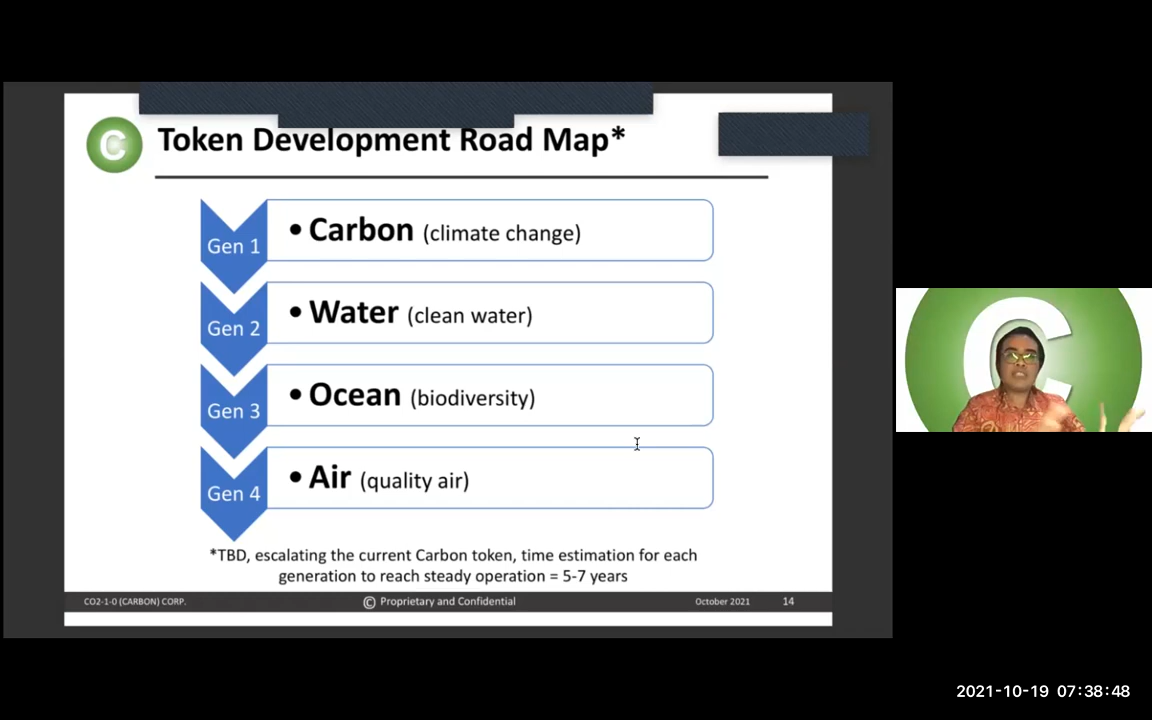 C
Token Development Road Map*
Gen 1
• Carbon (climate change)
Gen 2
• Water (clean water)
Gen 3
• Ocean (biodiversity)
Gen 4
• Air (quality air)
*TBD, escalating the current Carbon token, time estimation for each
generation to reach steady operation = 5-7 years
CO2-1-0 (CARBON) CORP.
© Proprietary and Confidential
October 2021
14
C
2021-10-19 07:38:48